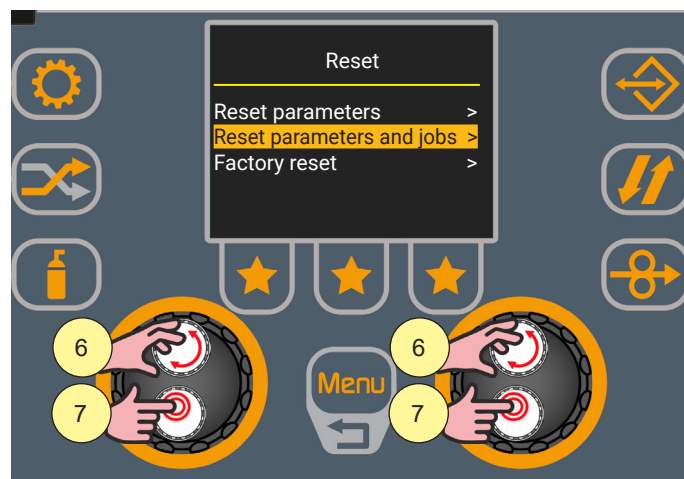 Reset
Reset parameters >
Reset parameters and jobs >
Factory reset >
6
6
Menu
7
7